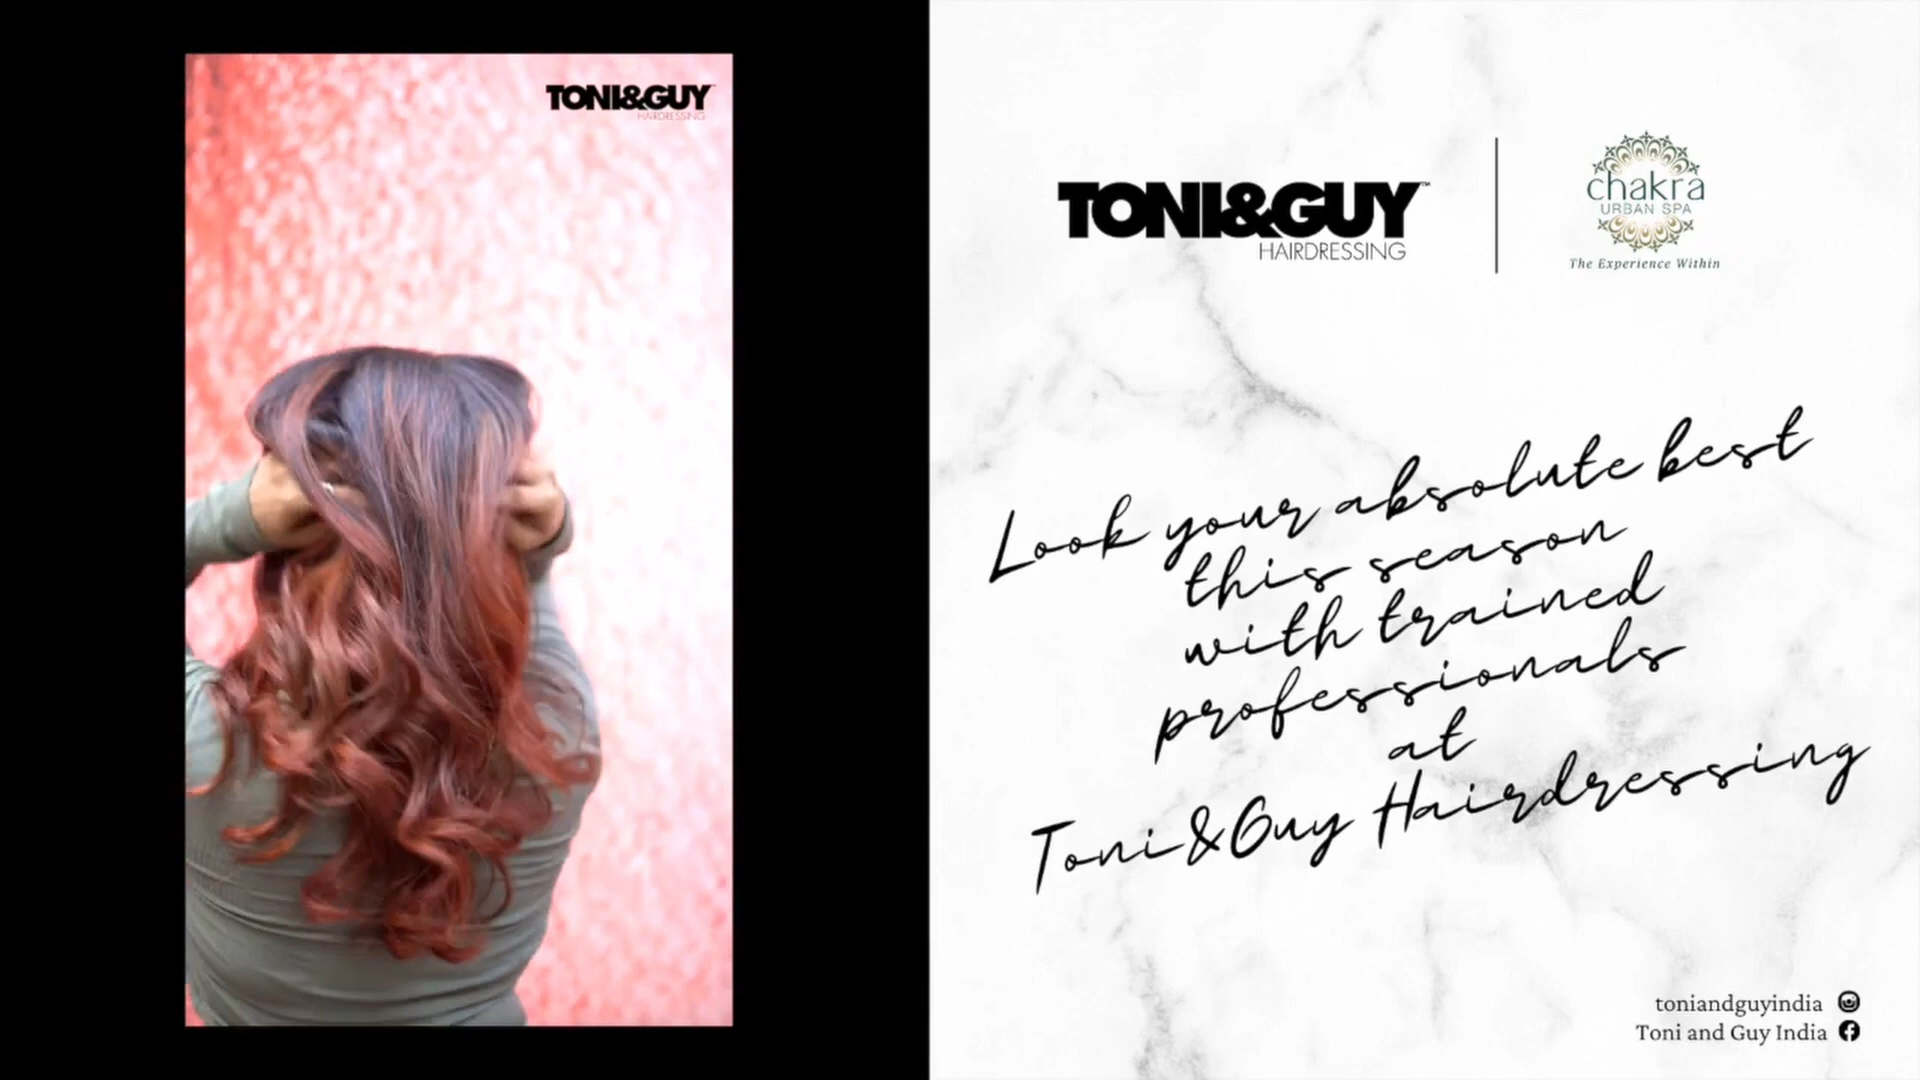 TONI&GUY
HAIRDRESSING
TONI&GUY™
HAIRDRESSING
chakra
URBAN SPA
The Experience Within
Look your absolute best
this season
with trained
professionals
at
Toni&Guy Hairdressing
toniandguyindia
Toni and Guy India